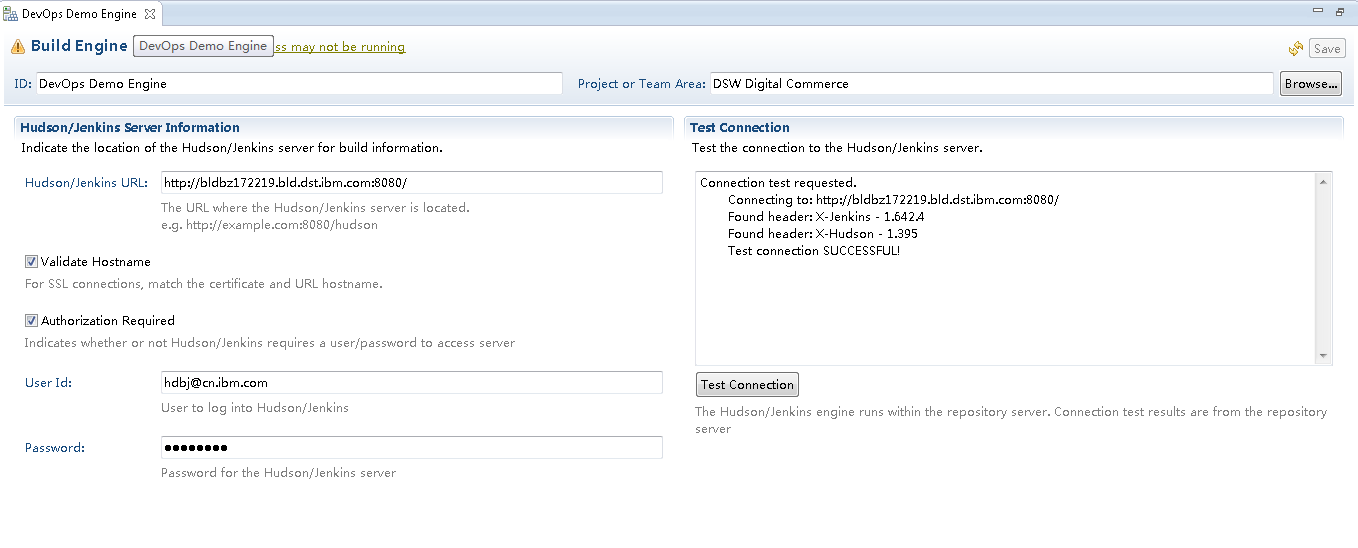 DevOps Demo Engine
Build Engine DevOps Demo Engine ss may not be running
Save
ID: DevOps Demo Engine Project or Team Area: DSW Digital Commerce Browse...
Hudson/Jenkins Server Information
Indicate the location of the Hudson/Jenkins server for build information.
Hudson/Jenkins URL: http://bldbz172219.bld.dst.ibm.com:8080/
The URL where the Hudson/Jenkins server is located.
e.g. http://example.com:8080/hudson
Validate Hostname
For SSL connections, match the certificate and URL hostname.
Authorization Required
Indicates whether or not Hudson/Jenkins requires a user/password to access server
User Id: hdbj@cn.ibm.com
User to log into Hudson/Jenkins
Password: ●●●●●●●●
Password for the Hudson/Jenkins server
Test Connection
Test the connection to the Hudson/Jenkins server.
Connection test requested.
Connecting to: http://bldbz172219.bld.dst.ibm.com:8080/
Found header: X-Jenkins - 1.642.4
Found header: X-Hudson - 1.395
Test connection SUCCESSFUL!
Test Connection
The Hudson/Jenkins engine runs within the repository server. Connection test results are from the repository
server